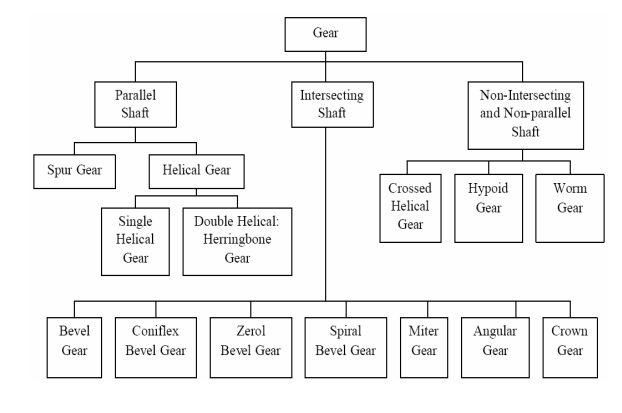 Gear
Parallel
Shaft
Intersecting
Shaft
Non-Intersecting
and Non-parallel
Shaft
Spur Gear
Helical Gear
Crossed
Helical
Gear
Hypoid
Gear
Worm
Gear
Single
Helical
Gear
Double Helical:
Herringbone
Gear
Bevel
Gear
Coniflex
Bevel Gear
Zerol
Bevel Gear
Spiral
Bevel Gear
Miter
Gear
Angular
Gear
Crown
Gear